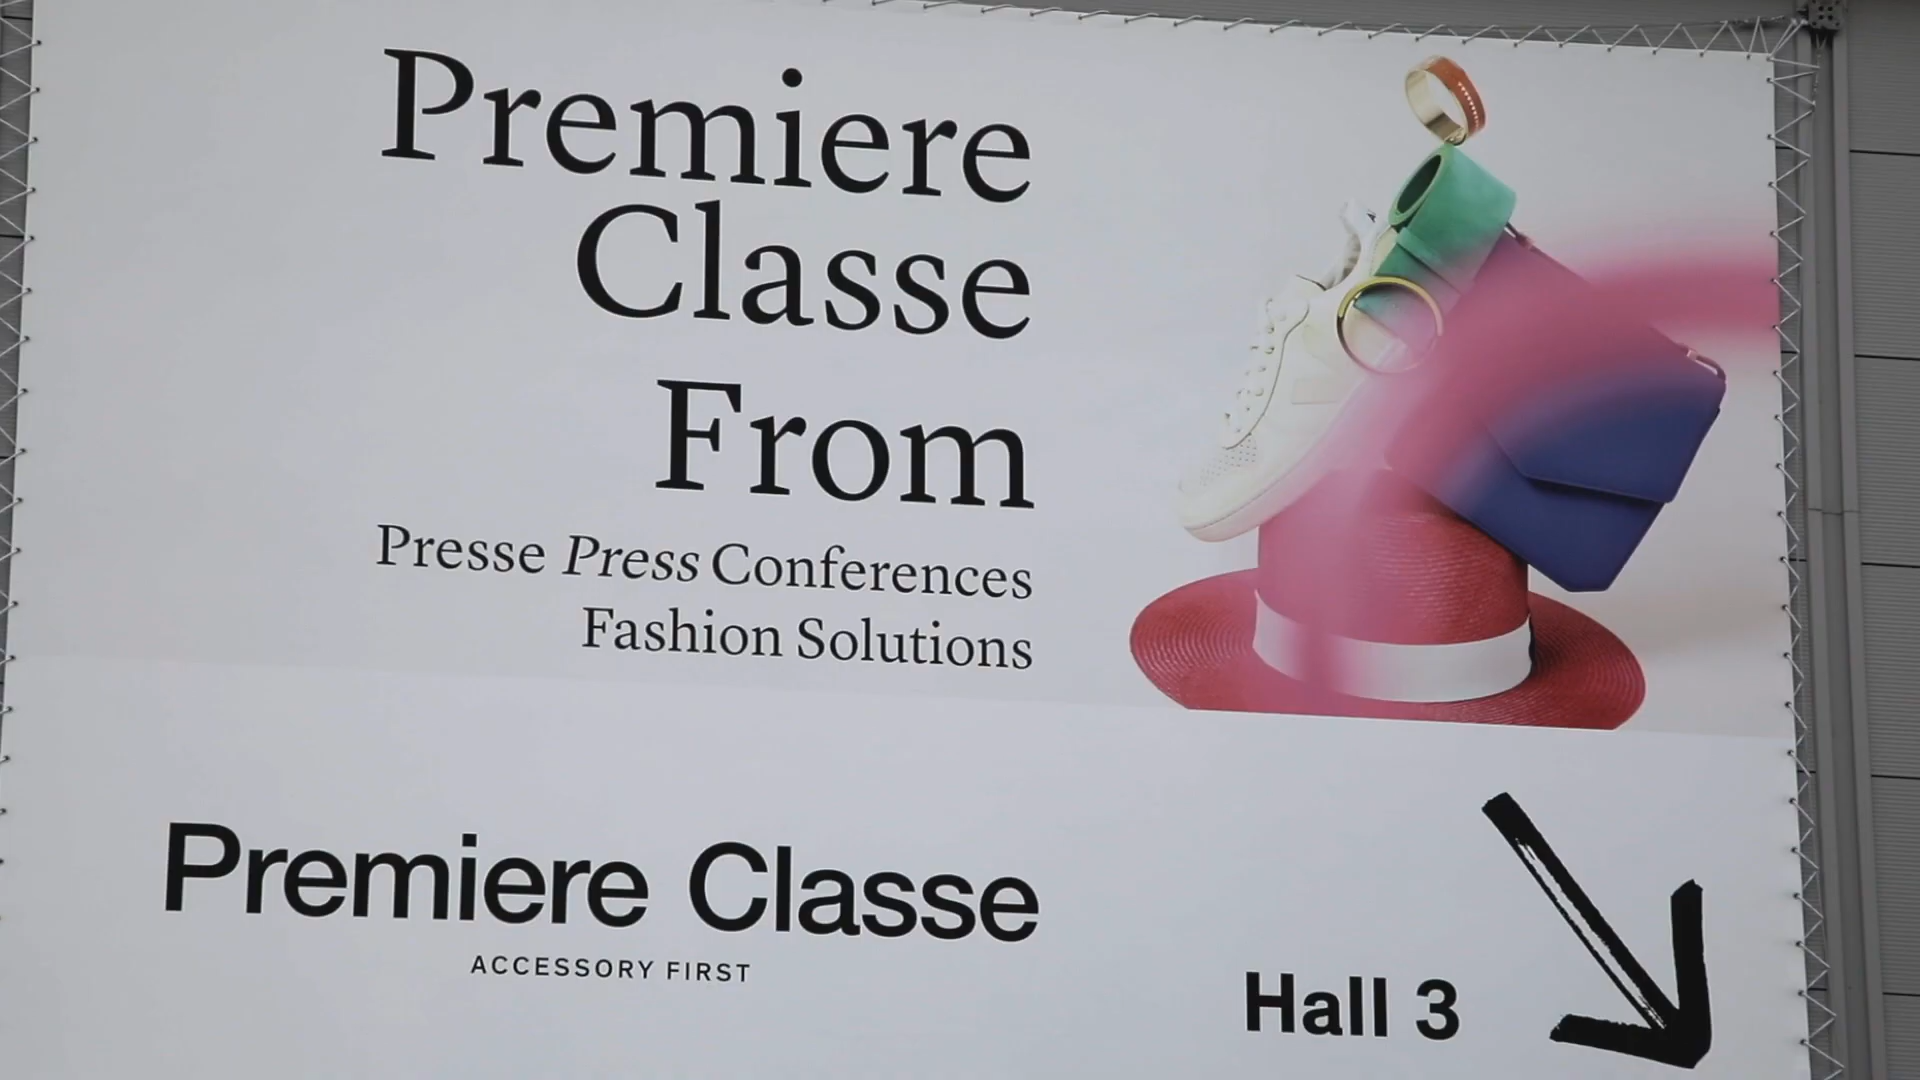 Premiere
Classe
From
Presse Press Conferences
Fashion Solutions
Premiere Classe
ACCESSORY FIRST
Hall 3